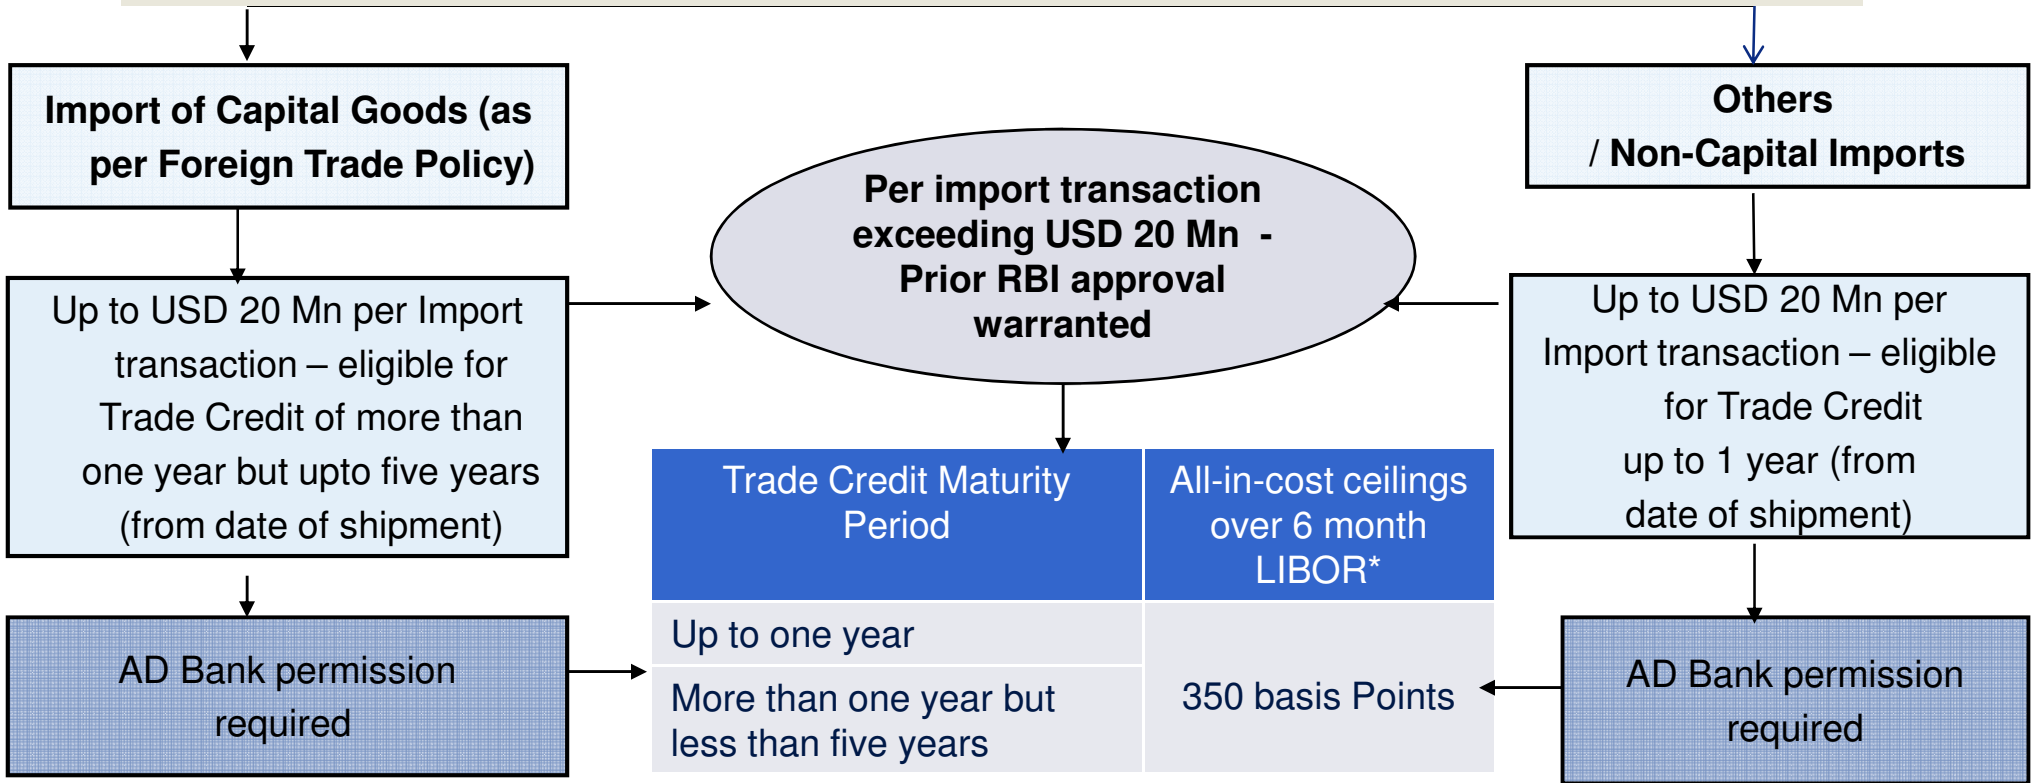 Import of Capital Goods (as
per Foreign Trade Policy)
Others
/ Non-Capital Imports
Per import transaction
exceeding USD 20 Mn  -
Prior RBI approval
warranted
Up to USD 20 Mn per Import
transaction – eligible for
Trade Credit of more than
one year but upto five years
(from date of shipment)
Up to USD 20 Mn per
Import transaction – eligible
for Trade Credit
up to 1 year (from
date of shipment)
Trade Credit Maturity
Period
All-in-cost ceilings
over 6 month
LIBOR*
Up to one year
More than one year but
less than five years
350 basis Points
AD Bank permission
required
AD Bank permission
required